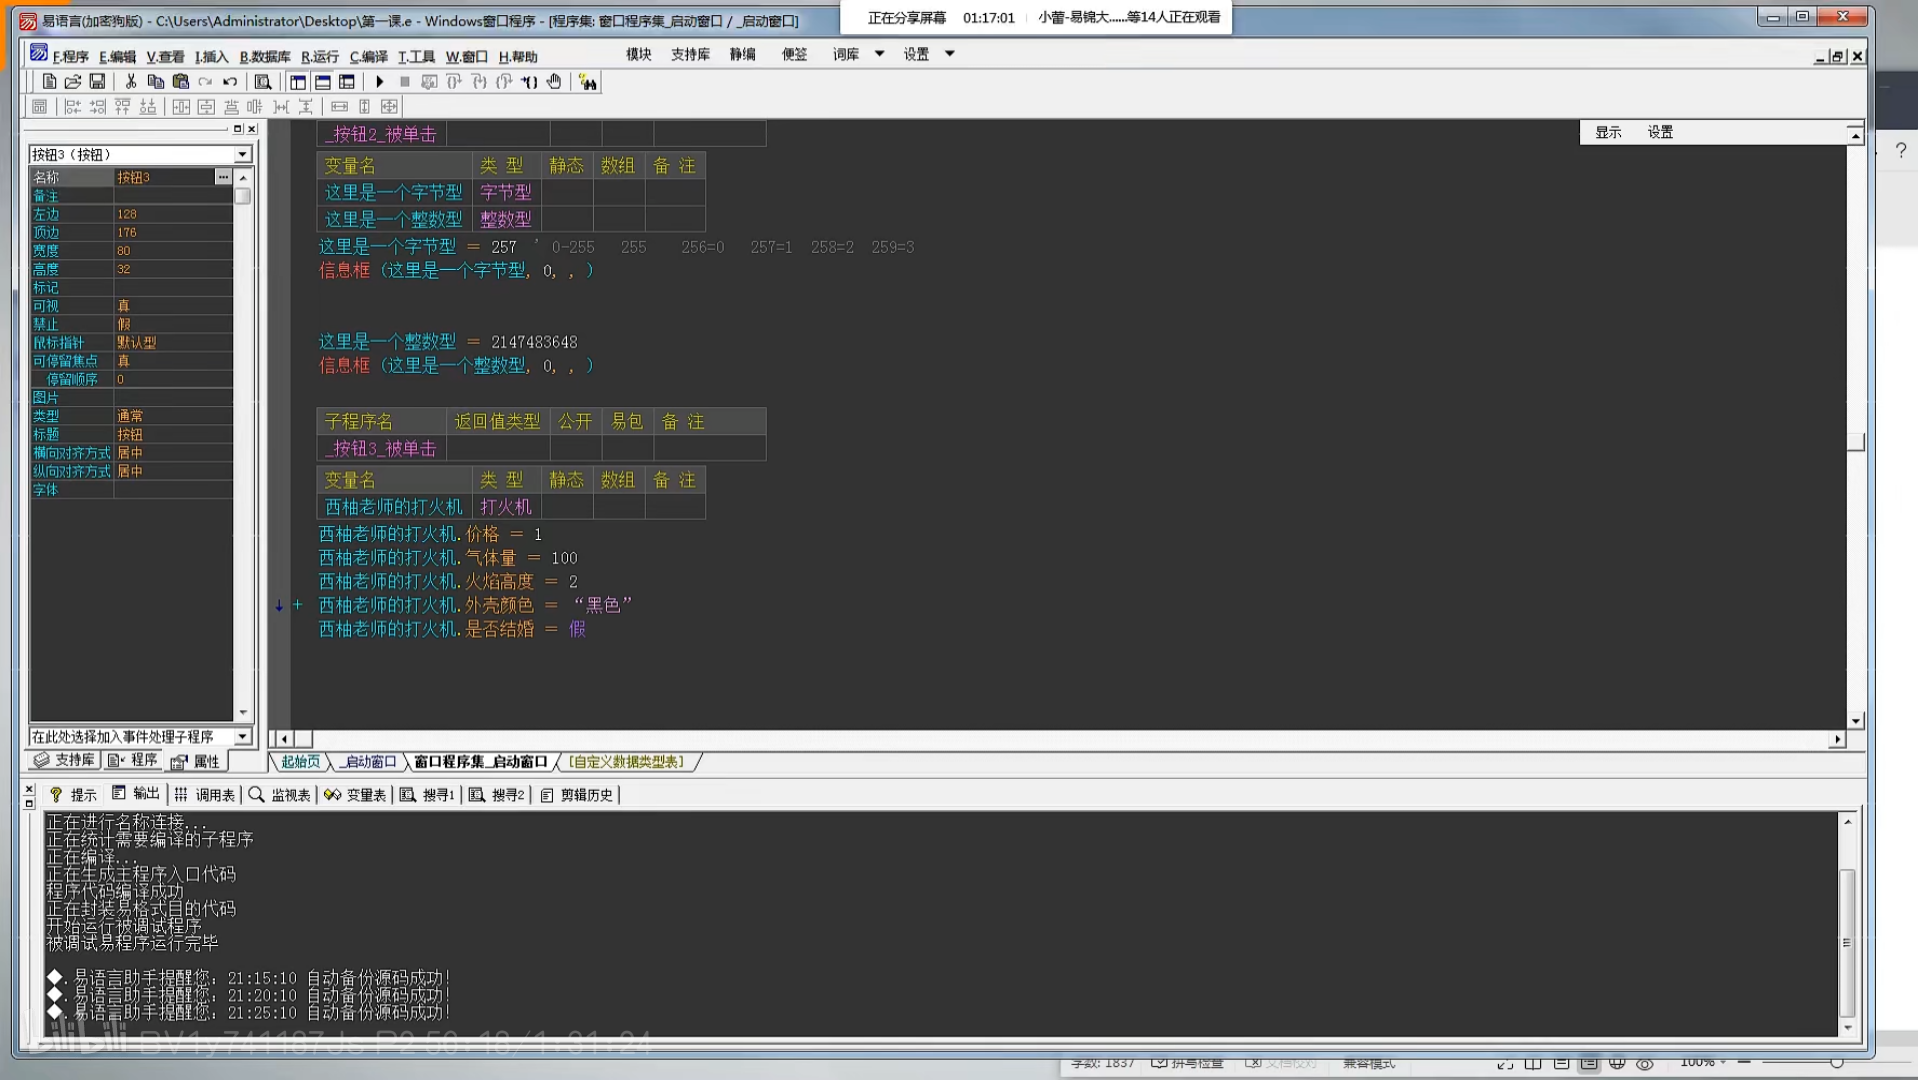 正在分享屏幕 01:17:01 小蕾-易锦大......等14人正在观看
易语言(加密狗版) - C:\Users\Administrator\Desktop\第一课.e - Windows窗口程序 - [程序集: 窗口程序集_启动窗口 / _启动窗口]
F.程序 E.编辑 V.查看 I.插入 B.数据库 R.运行 C.编译 T.工具 W.窗口 H.帮助 模块 支持库 静编 便签 词库 设置
显示 设置
按钮3（按钮）
名称 按钮3
备注
左边 128
顶边 176
宽度 80
高度 32
标记
可视 真
禁止 假
鼠标指针 默认型
可停留焦点 真
停留顺序 0
图片
类型 通常
标题 按钮
横向对齐方式 居中
纵向对齐方式 居中
字体
在此处选择加入事件处理子程序
支持库 程序 属性
_按钮2_被单击
变量名 类 型 静态 数组 备 注
这里是一个字节型 字节型
这里是一个整数型 整数型
这里是一个字节型 ＝ 257 ' 0-255 255 256=0 257=1 258=2 259=3
信息框 (这里是一个字节型, 0, , )
这里是一个整数型 ＝ 2147483648
信息框 (这里是一个整数型, 0, , )
子程序名 返回值类型 公开 易包 备 注
_按钮3_被单击
变量名 类 型 静态 数组 备 注
西柚老师的打火机 打火机
西柚老师的打火机.价格 ＝ 1
西柚老师的打火机.气体量 ＝ 100
西柚老师的打火机.火焰高度 ＝ 2
西柚老师的打火机.外壳颜色 ＝ “黑色”
西柚老师的打火机.是否结婚 ＝ 假
起始页 _启动窗口 窗口程序集_启动窗口 [自定义数据类型表]
提示 输出 调用表 监视表 变量表 搜寻1 搜寻2 剪辑历史
正在进行名称连接...
正在统计需要编译的子程序
正在编译...
正在生成主程序入口代码
程序代码编译成功
正在封装易格式目的代码
开始运行被调试程序
被调试易程序运行完毕
◆. 易语言助手提醒您: 21:15:10 自动备份源码成功!
◆. 易语言助手提醒您: 21:20:10 自动备份源码成功!
◆. 易语言助手提醒您: 21:25:10 自动备份源码成功!
字数: 1837 拼写检查 文档校对 兼容模式 100%